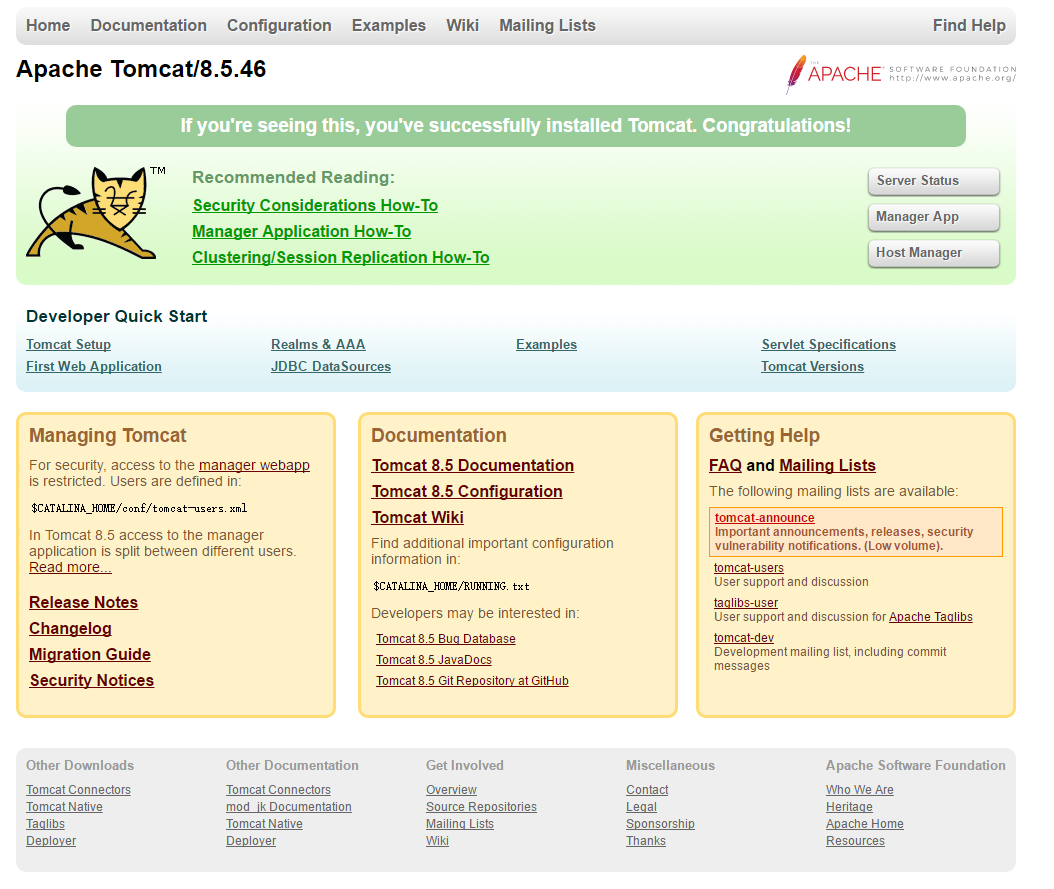 Home Documentation Configuration Examples Wiki Mailing Lists Find Help
Apache Tomcat/8.5.46
THE APACHE SOFTWARE FOUNDATION
http://www.apache.org/
If you're seeing this, you've successfully installed Tomcat. Congratulations!
TM
Recommended Reading:
Security Considerations How-To
Manager Application How-To
Clustering/Session Replication How-To
Server Status
Manager App
Host Manager
Developer Quick Start
Tomcat Setup
First Web Application
Realms & AAA
JDBC DataSources
Examples
Servlet Specifications
Tomcat Versions
Managing Tomcat
For security, access to the manager webapp
is restricted. Users are defined in:
$CATALINA_HOME/conf/tomcat-users.xml
In Tomcat 8.5 access to the manager
application is split between different users.
Read more...
Release Notes
Changelog
Migration Guide
Security Notices
Documentation
Tomcat 8.5 Documentation
Tomcat 8.5 Configuration
Tomcat Wiki
Find additional important configuration
information in:
$CATALINA_HOME/RUNNING.txt
Developers may be interested in:
Tomcat 8.5 Bug Database
Tomcat 8.5 JavaDocs
Tomcat 8.5 Git Repository at GitHub
Getting Help
FAQ and Mailing Lists
The following mailing lists are available:
tomcat-announce
Important announcements, releases, security
vulnerability notifications. (Low volume).
tomcat-users
User support and discussion
taglibs-user
User support and discussion for Apache Taglibs
tomcat-dev
Development mailing list, including commit
messages
Other Downloads
Tomcat Connectors
Tomcat Native
Taglibs
Deployer
Other Documentation
Tomcat Connectors
mod_jk Documentation
Tomcat Native
Deployer
Get Involved
Overview
Source Repositories
Mailing Lists
Wiki
Miscellaneous
Contact
Legal
Sponsorship
Thanks
Apache Software Foundation
Who We Are
Heritage
Apache Home
Resources